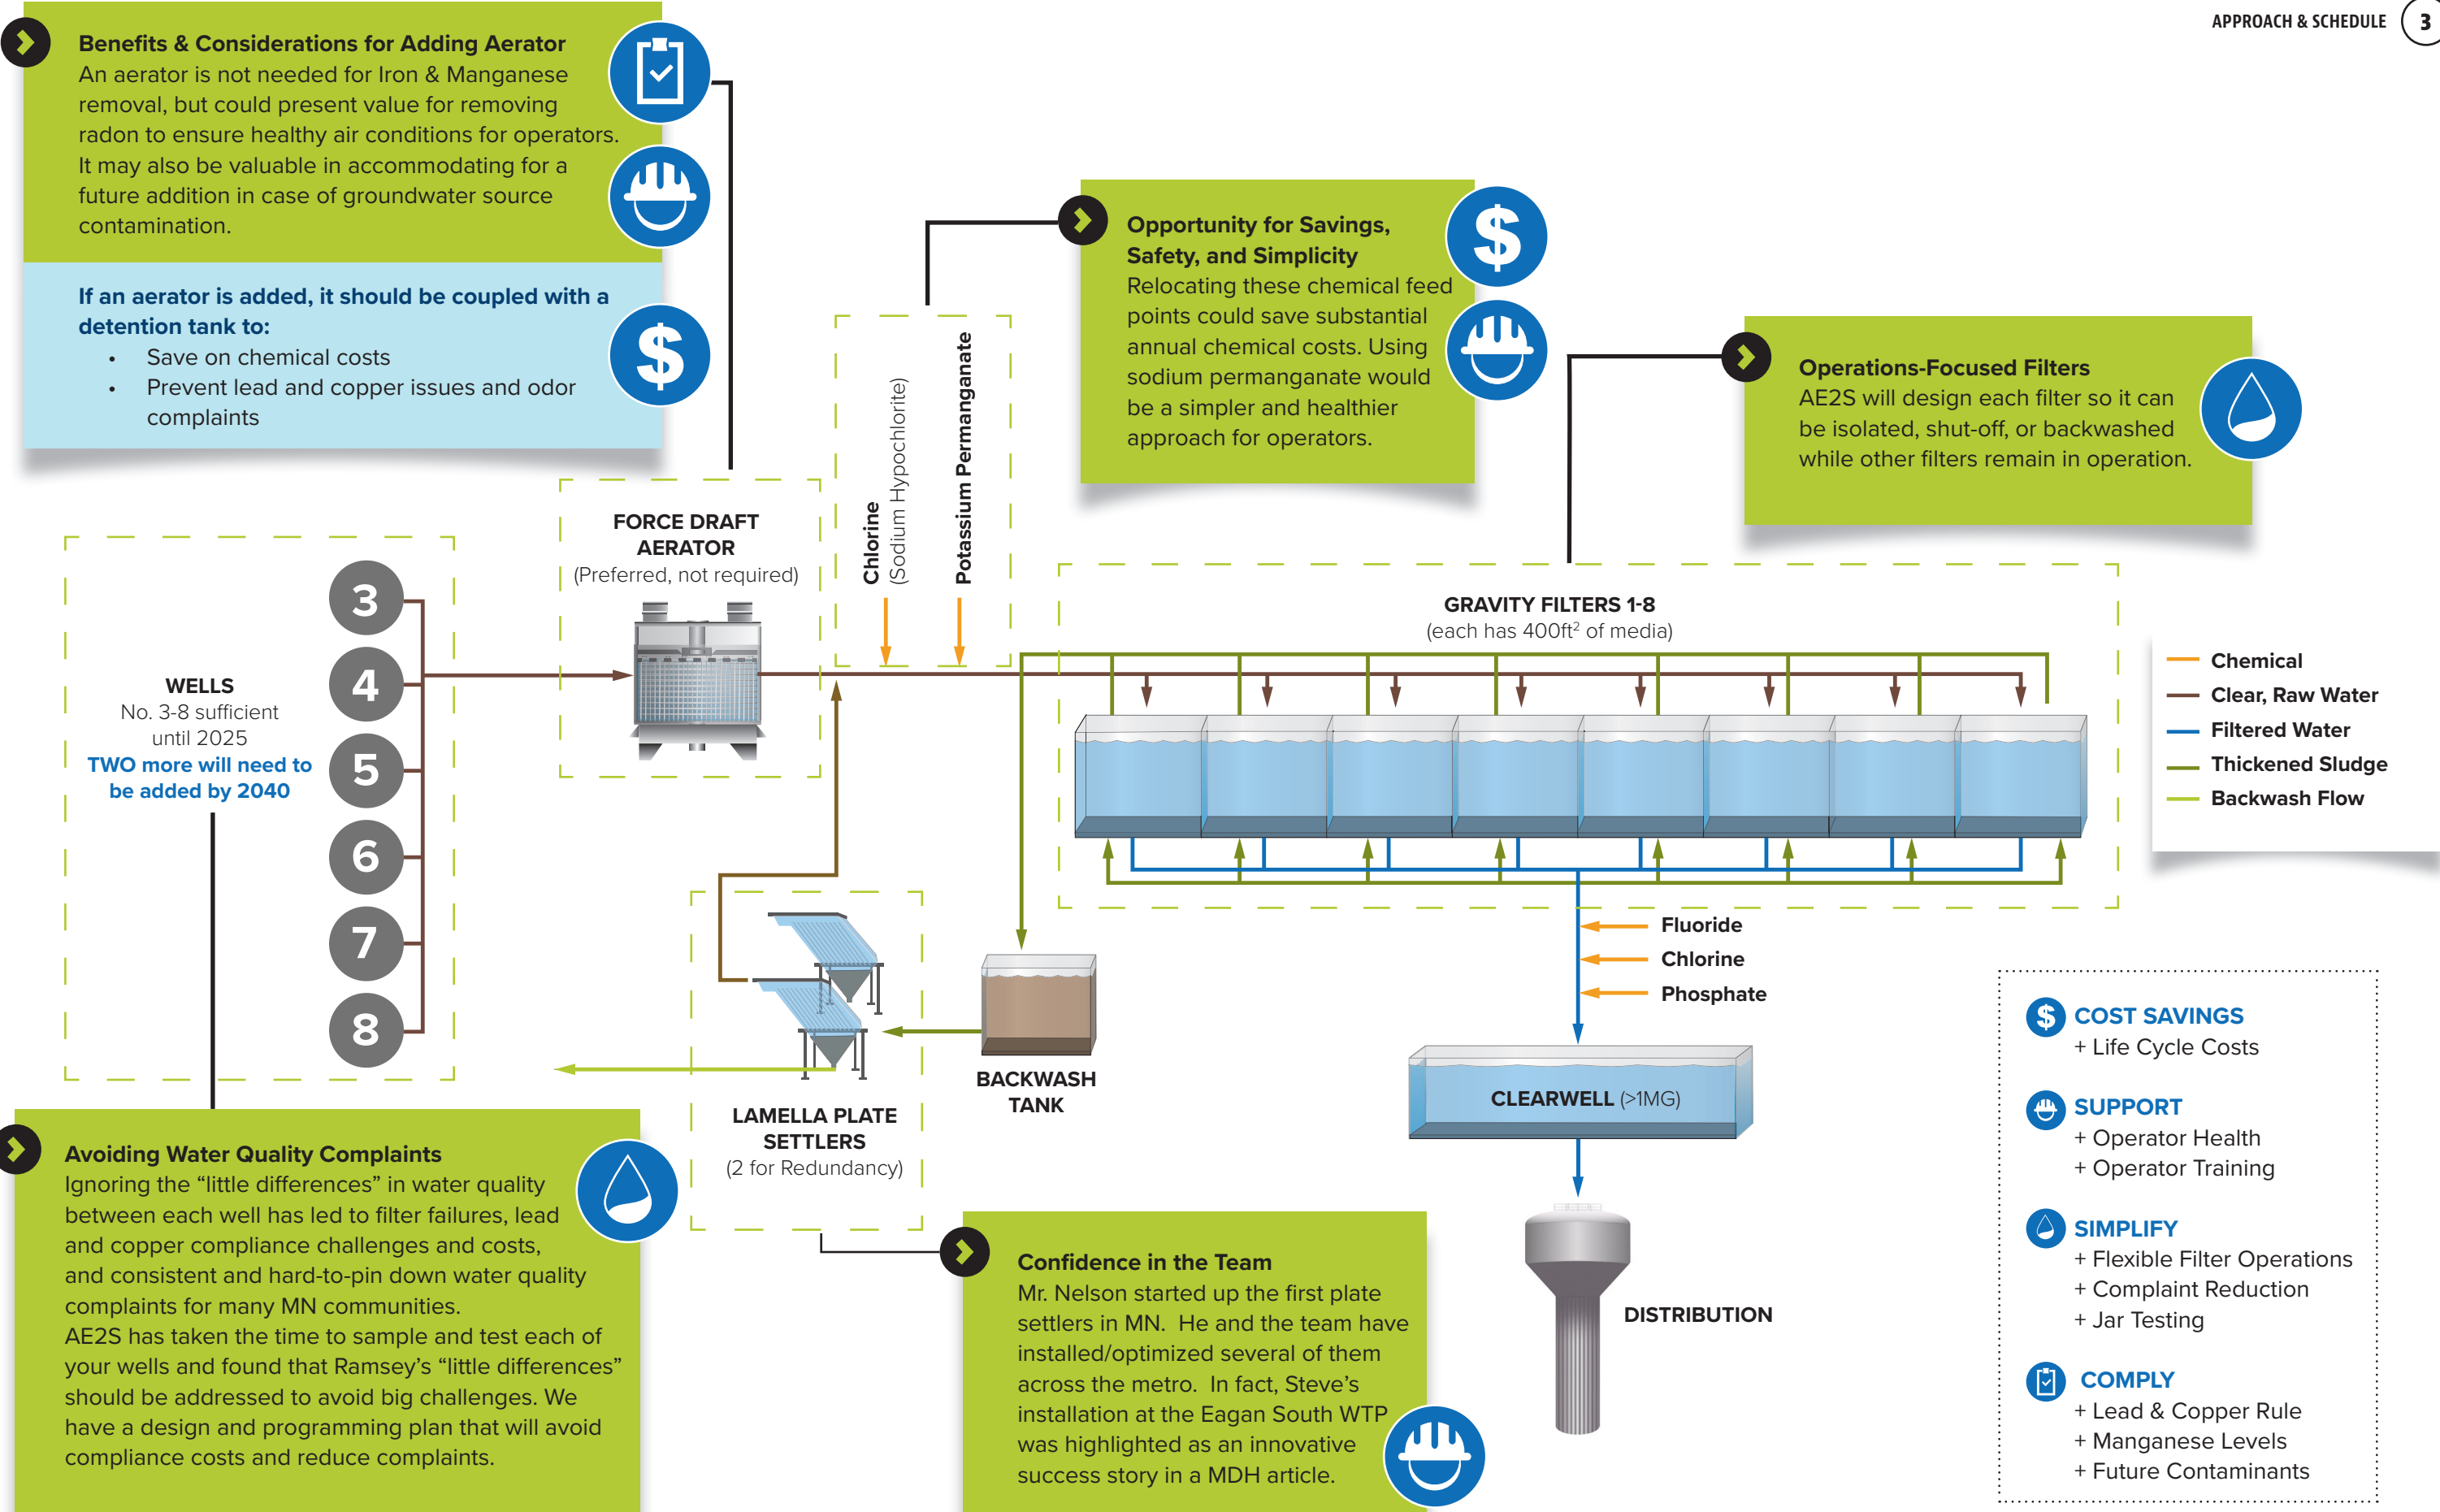 APPROACH & SCHEDULE 3
Benefits & Considerations for Adding Aerator
An aerator is not needed for Iron & Manganese
removal, but could present value for removing
radon to ensure healthy air conditions for operators.
It may also be valuable in accommodating for a
future addition in case of groundwater source
contamination.
If an aerator is added, it should be coupled with a
detention tank to:
• Save on chemical costs
• Prevent lead and copper issues and odor
complaints
Opportunity for Savings,
Safety, and Simplicity
Relocating these chemical feed
points could save substantial
annual chemical costs. Using
sodium permanganate would
be a simpler and healthier
approach for operators.
Operations-Focused Filters
AE2S will design each filter so it can
be isolated, shut-off, or backwashed
while other filters remain in operation.
WELLS
No. 3-8 sufficient
until 2025
TWO more will need to
be added by 2040
3
4
5
6
7
8
FORCE DRAFT
AERATOR
(Preferred, not required)
Chlorine
(Sodium Hypochlorite)
Potassium Permanganate
GRAVITY FILTERS 1-8
(each has 400ft² of media)
Chemical
Clear, Raw Water
Filtered Water
Thickened Sludge
Backwash Flow
Fluoride
Chlorine
Phosphate
BACKWASH
TANK
LAMELLA PLATE
SETTLERS
(2 for Redundancy)
CLEARWELL (>1MG)
DISTRIBUTION
Avoiding Water Quality Complaints
Ignoring the “little differences” in water quality
between each well has led to filter failures, lead
and copper compliance challenges and costs,
and consistent and hard-to-pin down water quality
complaints for many MN communities.
AE2S has taken the time to sample and test each of
your wells and found that Ramsey’s “little differences”
should be addressed to avoid big challenges. We
have a design and programming plan that will avoid
compliance costs and reduce complaints.
Confidence in the Team
Mr. Nelson started up the first plate
settlers in MN. He and the team have
installed/optimized several of them
across the metro. In fact, Steve’s
installation at the Eagan South WTP
was highlighted as an innovative
success story in a MDH article.
$ COST SAVINGS
+ Life Cycle Costs
SUPPORT
+ Operator Health
+ Operator Training
SIMPLIFY
+ Flexible Filter Operations
+ Complaint Reduction
+ Jar Testing
COMPLY
+ Lead & Copper Rule
+ Manganese Levels
+ Future Contaminants